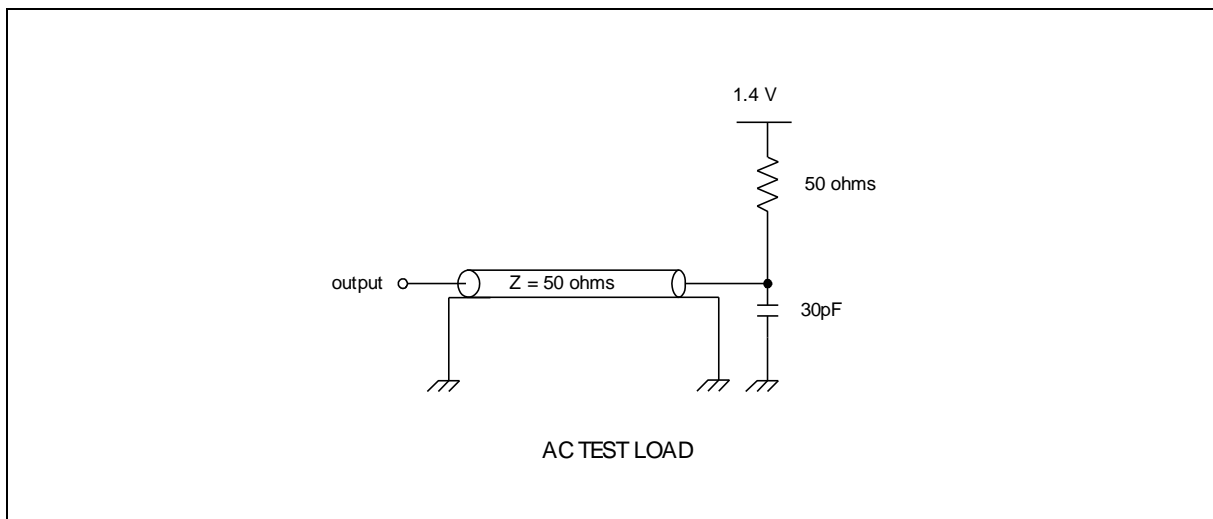 1.4 V
50 ohms
output
Z = 50 ohms
30pF
AC TEST LOAD